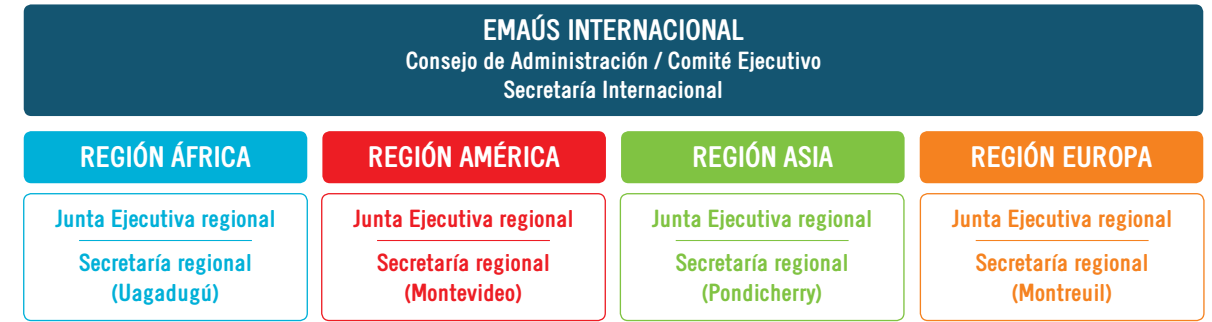 EMAÚS INTERNACIONAL
Consejo de Administración / Comité Ejecutivo
Secretaría Internacional
REGIÓN ÁFRICA
Junta Ejecutiva regional
Secretaría regional
(Uagadugú)
REGIÓN AMÉRICA
Junta Ejecutiva regional
Secretaría regional
(Montevideo)
REGIÓN ASIA
Junta Ejecutiva regional
Secretaría regional
(Pondicherry)
REGIÓN EUROPA
Junta Ejecutiva regional
Secretaría regional
(Montreuil)